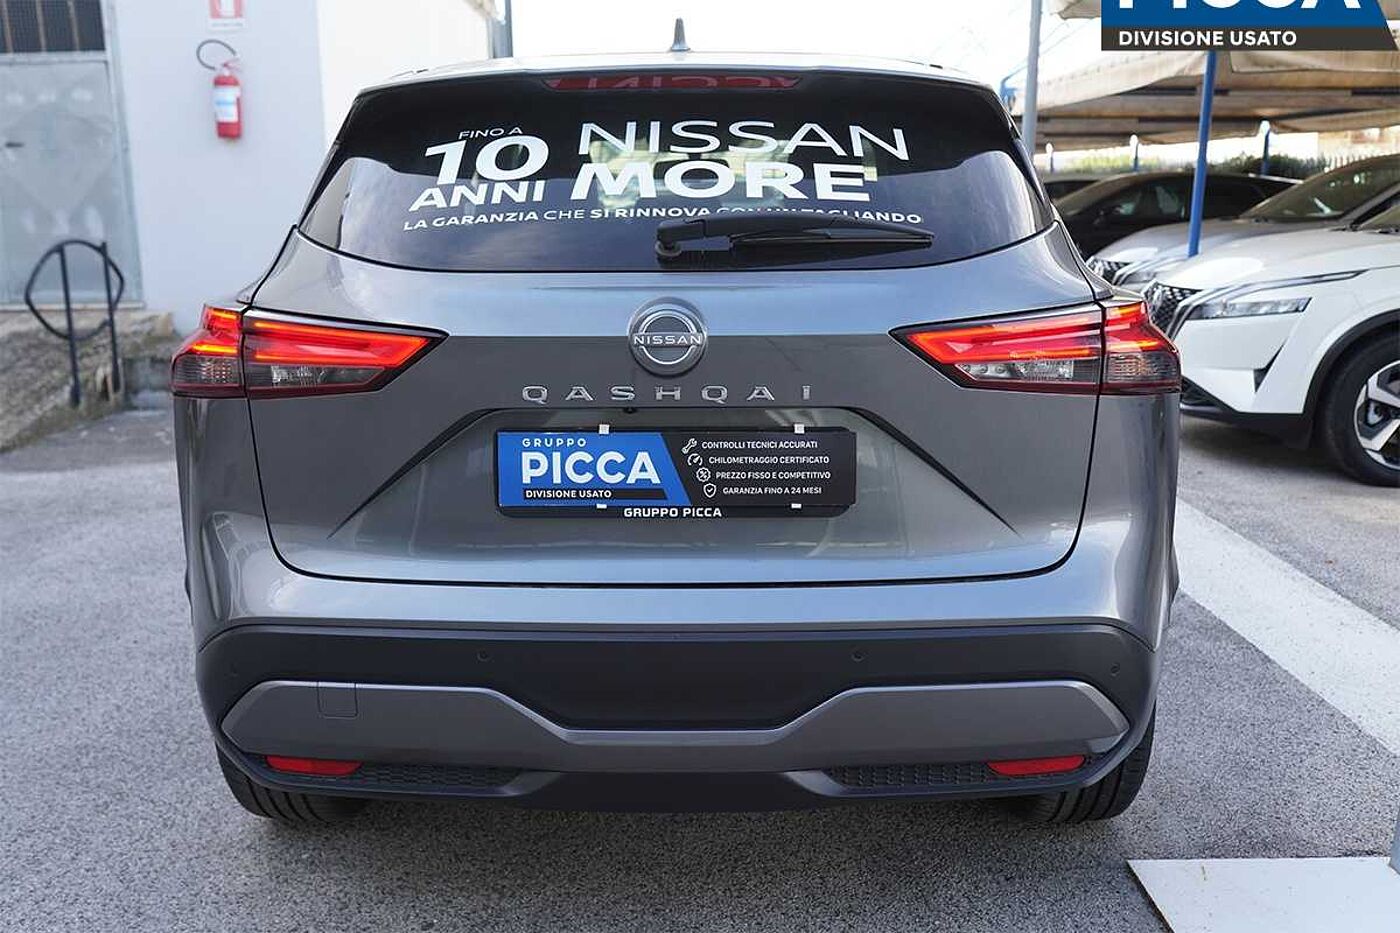 PICCA
DIVISIONE USATO
FINO A
10
ANNI
NISSAN
MORE
LA GARANZIA CHE SI RINNOVA CON UN TAGLIANDO
NISSAN
QASHQAI
GRUPPO
PICCA
DIVISIONE USATO
CONTROLLI TECNICI ACCURATI
CHILOMETRAGGIO CERTIFICATO
PREZZO FISSO E COMPETITIVO
GARANZIA FINO A 24 MESI
GRUPPO PICCA